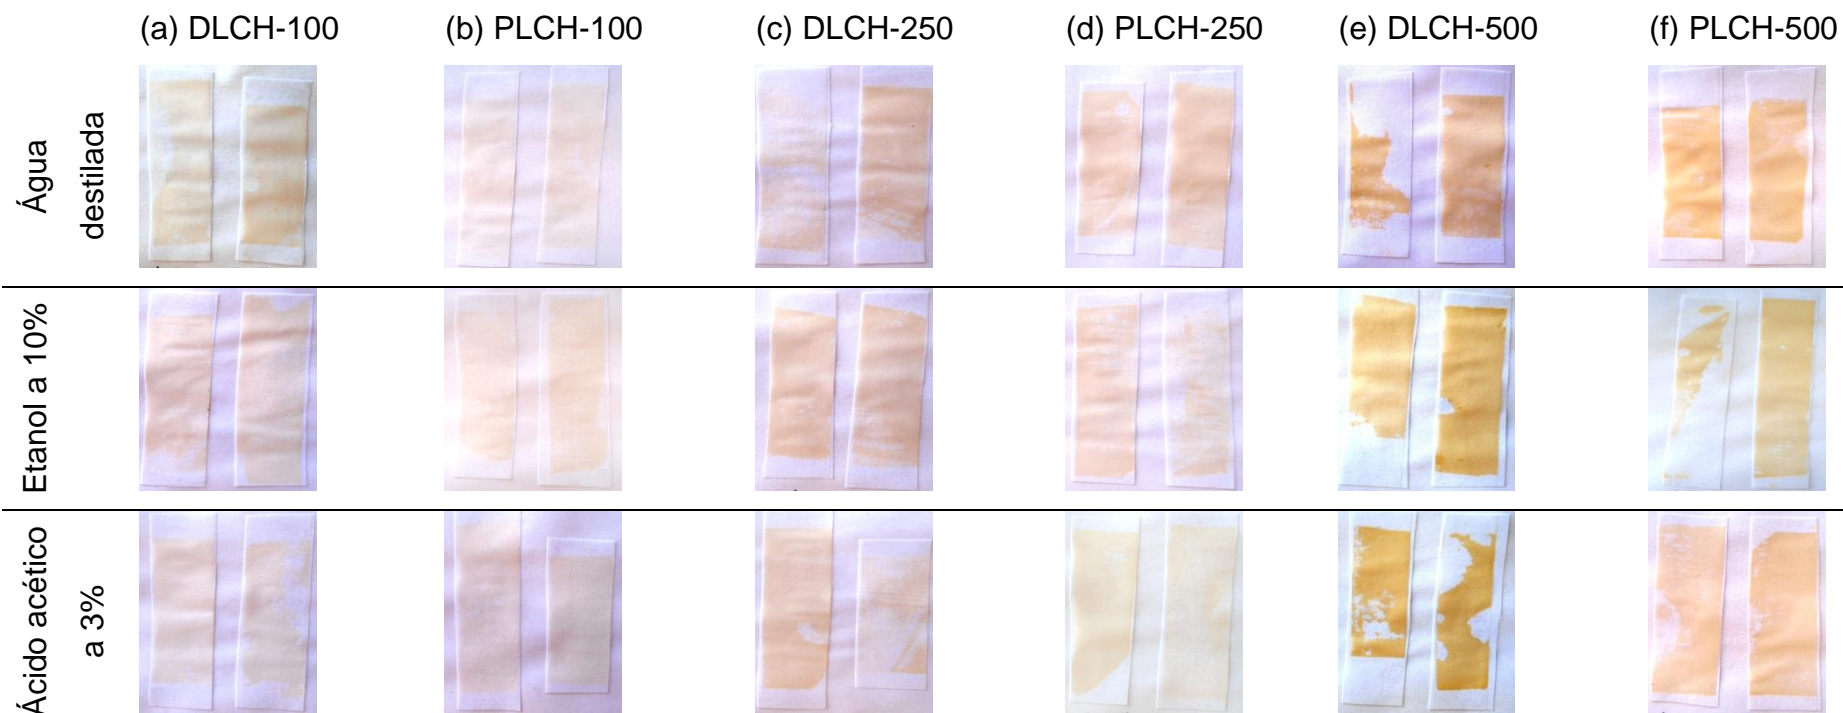 (a) DLCH-100
(b) PLCH-100
(c) DLCH-250
(d) PLCH-250
(e) DLCH-500
(f) PLCH-500
Água
destilada
Etanol a 10%
Ácido acético
a 3%